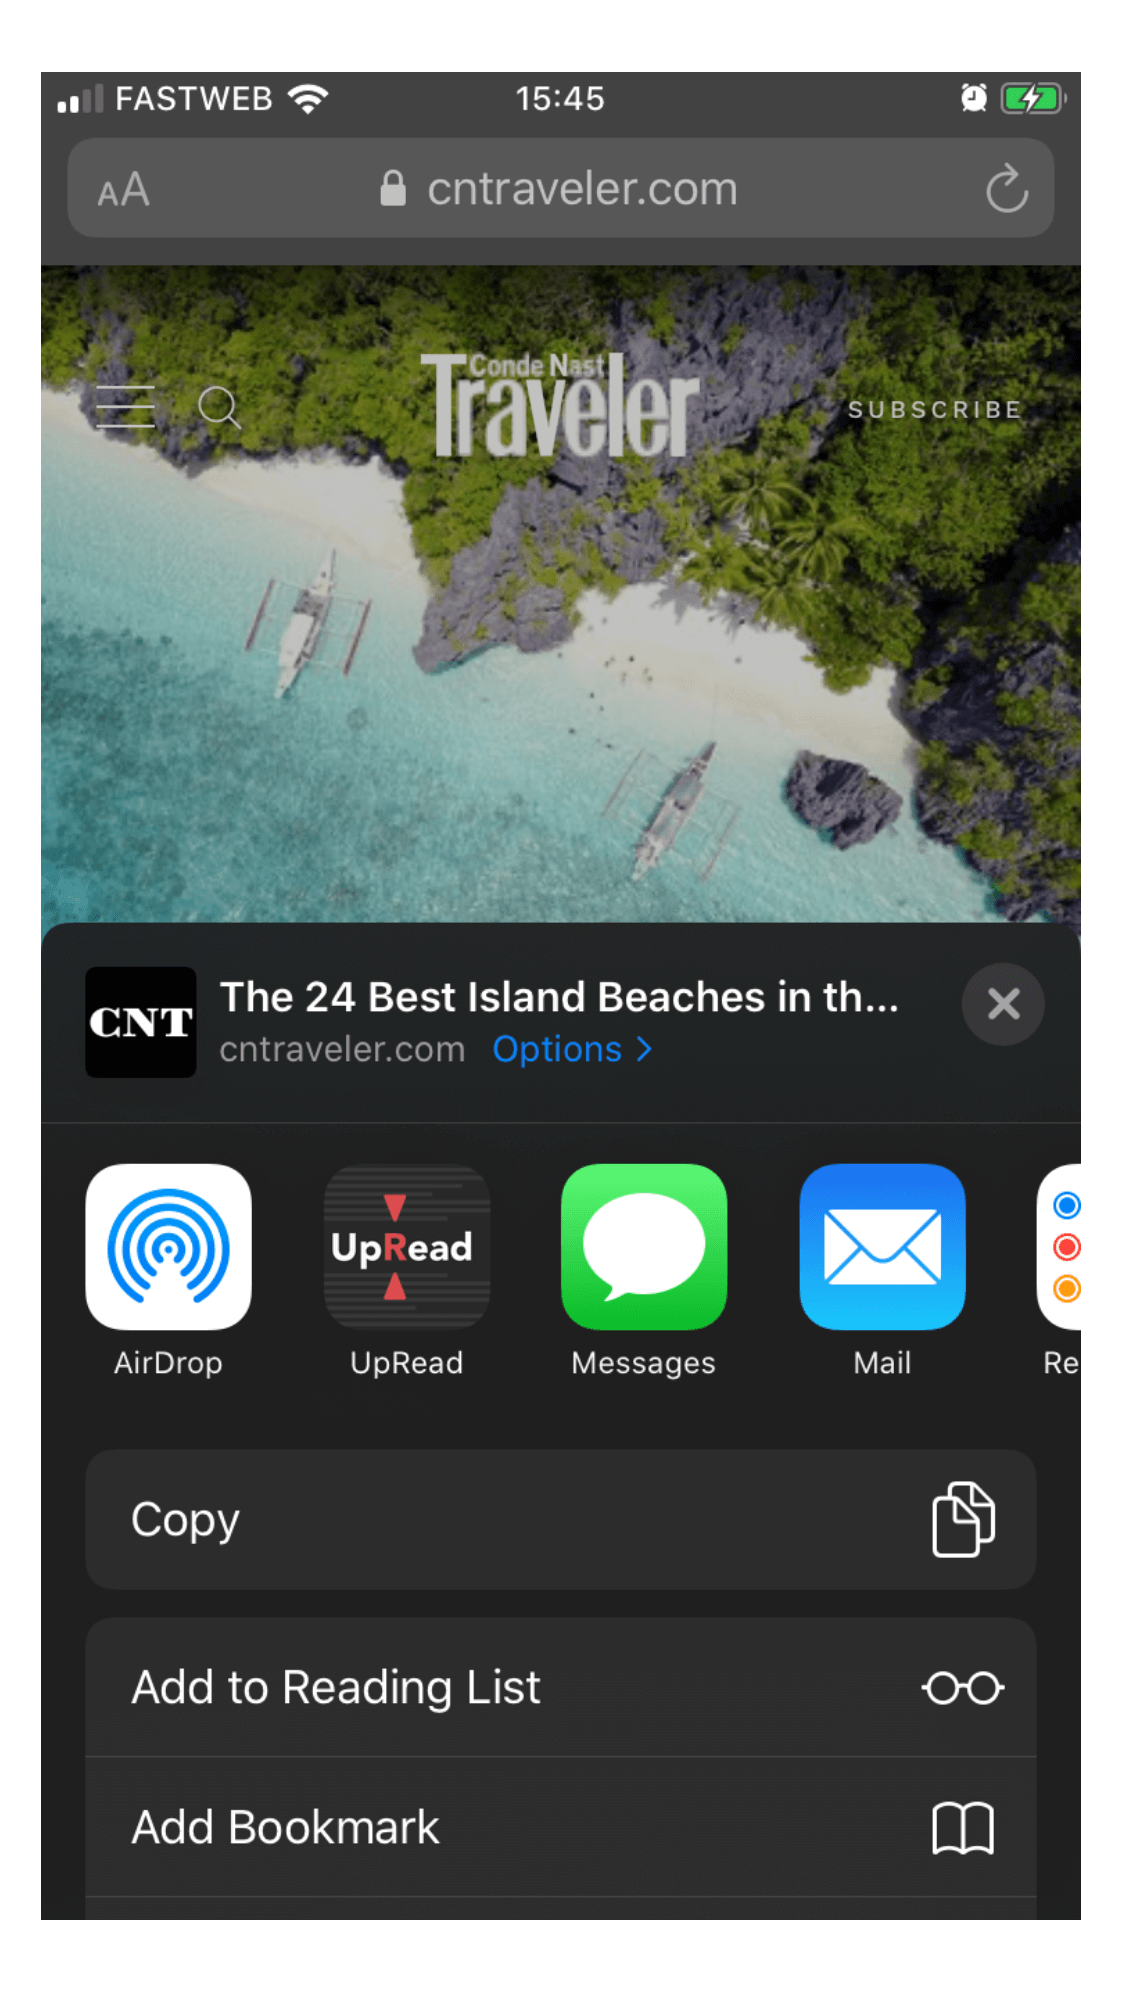 FASTWEB 15:45
AA cntraveler.com
Conde Nast
Traveler
SUBSCRIBE
CNT
The 24 Best Island Beaches in th...
cntraveler.com Options >
UpRead
AirDrop UpRead Messages Mail Re
Copy
Add to Reading List
Add Bookmark